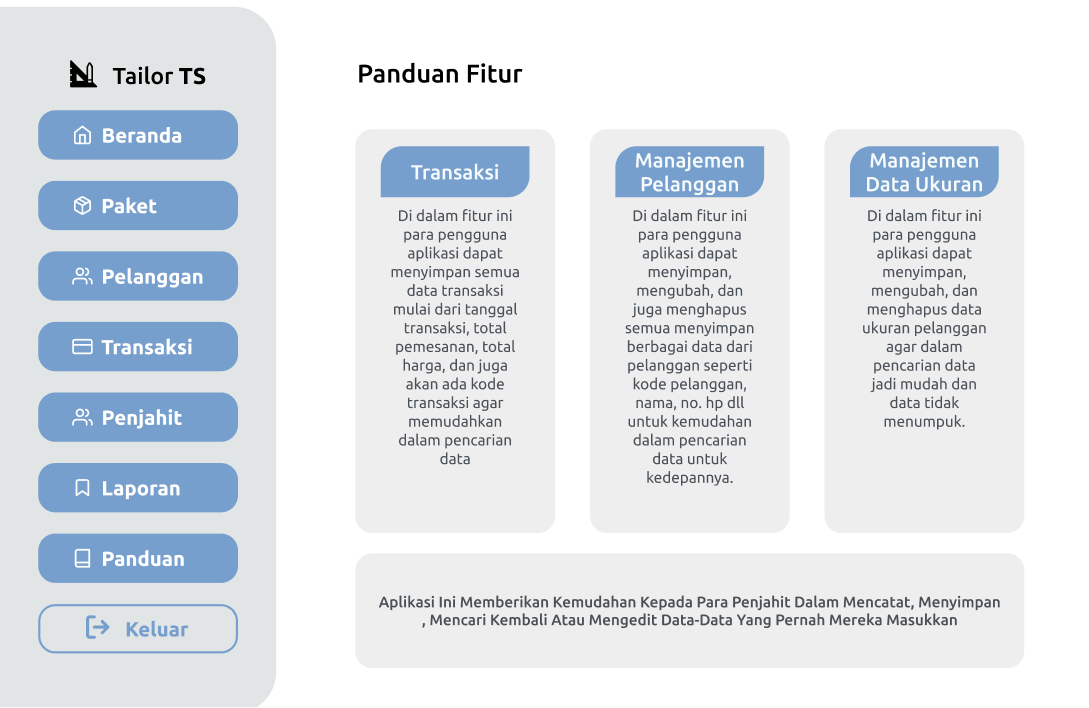 Tailor TS
Beranda
Paket
Pelanggan
Transaksi
Penjahit
Laporan
Panduan
Keluar
Panduan Fitur
Transaksi
Di dalam fitur ini
para pengguna
aplikasi dapat
menyimpan semua
data transaksi
mulai dari tanggal
transaksi, total
pemesanan, total
harga, dan juga
akan ada kode
transaksi agar
memudahkan
dalam pencarian
data
Manajemen
Pelanggan
Di dalam fitur ini
para pengguna
aplikasi dapat
menyimpan,
mengubah, dan
juga menghapus
semua menyimpan
berbagai data dari
pelanggan seperti
kode pelanggan,
nama, no. hp dll
untuk kemudahan
dalam pencarian
data untuk
kedepannya.
Manajemen
Data Ukuran
Di dalam fitur ini
para pengguna
aplikasi dapat
menyimpan,
mengubah, dan
menghapus data
ukuran pelanggan
agar dalam
pencarian data
jadi mudah dan
data tidak
menumpuk.
Aplikasi Ini Memberikan Kemudahan Kepada Para Penjahit Dalam Mencatat, Menyimpan
, Mencari Kembali Atau Mengedit Data-Data Yang Pernah Mereka Masukkan